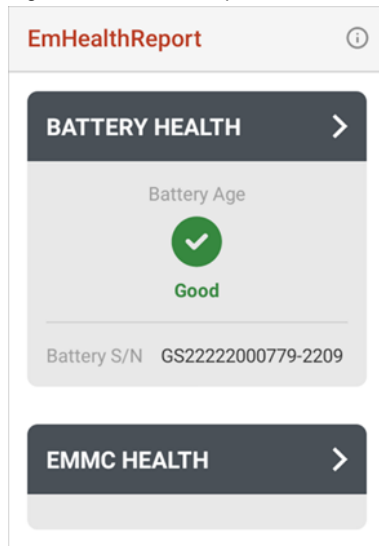 EmHealthReport
BATTERY HEALTH
Battery Age
Good
Battery S/N GS22222000779-2209
EMMC HEALTH